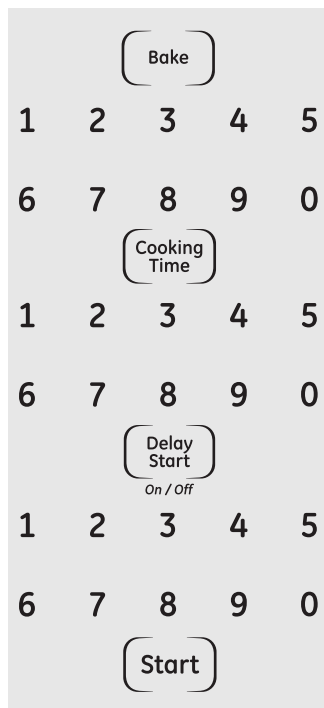 Bake
1 2 3 4 5
6 7 8 9 0
Cooking
Time
1 2 3 4 5
6 7 8 9 0
Delay
Start
On / Off
1 2 3 4 5
6 7 8 9 0
Start